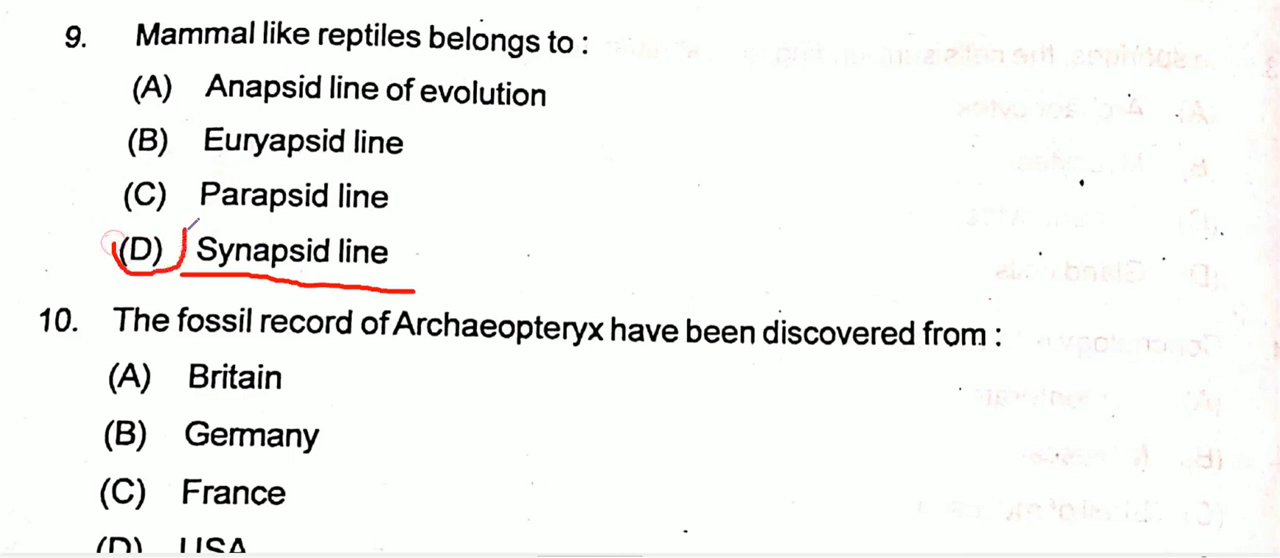 9. Mammal like reptiles belongs to :
(A) Anapsid line of evolution
(B) Euryapsid line
(C) Parapsid line
(D) Synapsid line
10. The fossil record of Archaeopteryx have been discovered from :
(A) Britain
(B) Germany
(C) France
(D) USA